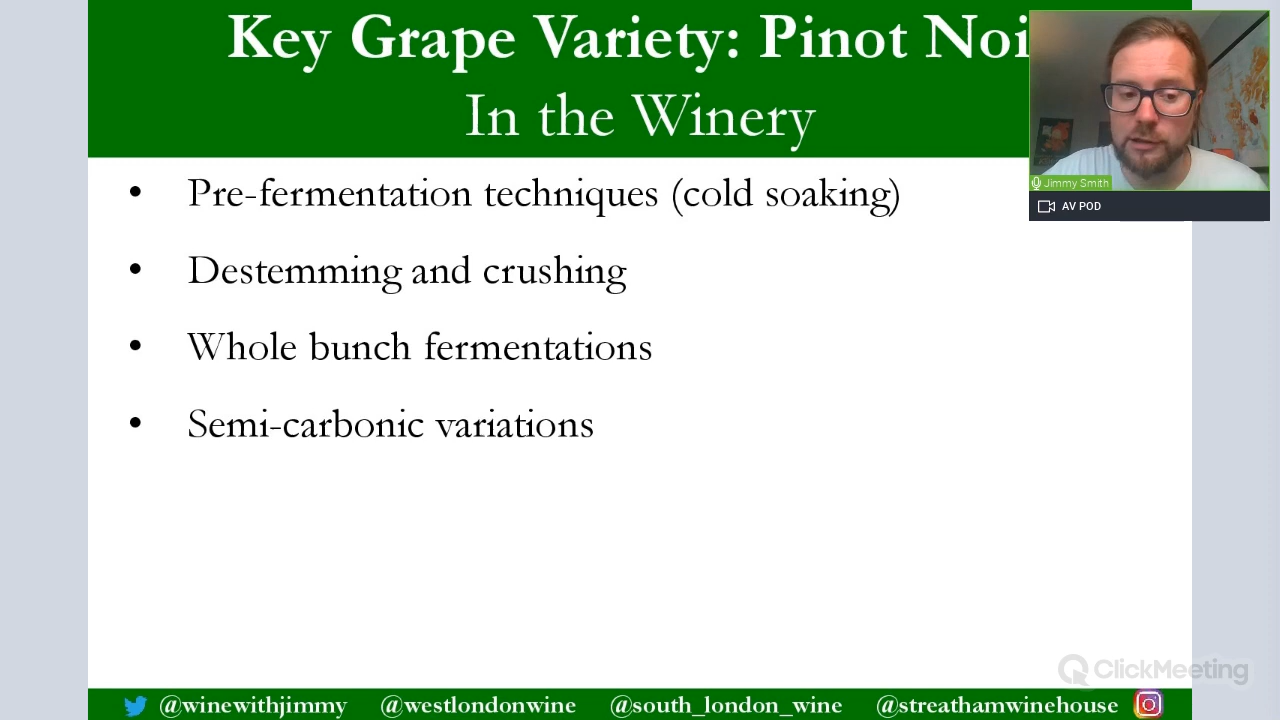 Key Grape Variety: Pinot Noi
In the Winery
Jimmy Smith
AV POD
• Pre-fermentation techniques (cold soaking)
• Destemming and crushing
• Whole bunch fermentations
• Semi-carbonic variations
ClickMeeting
@winewithjimmy @westlondonwine @south_london_wine @streathamwinehouse